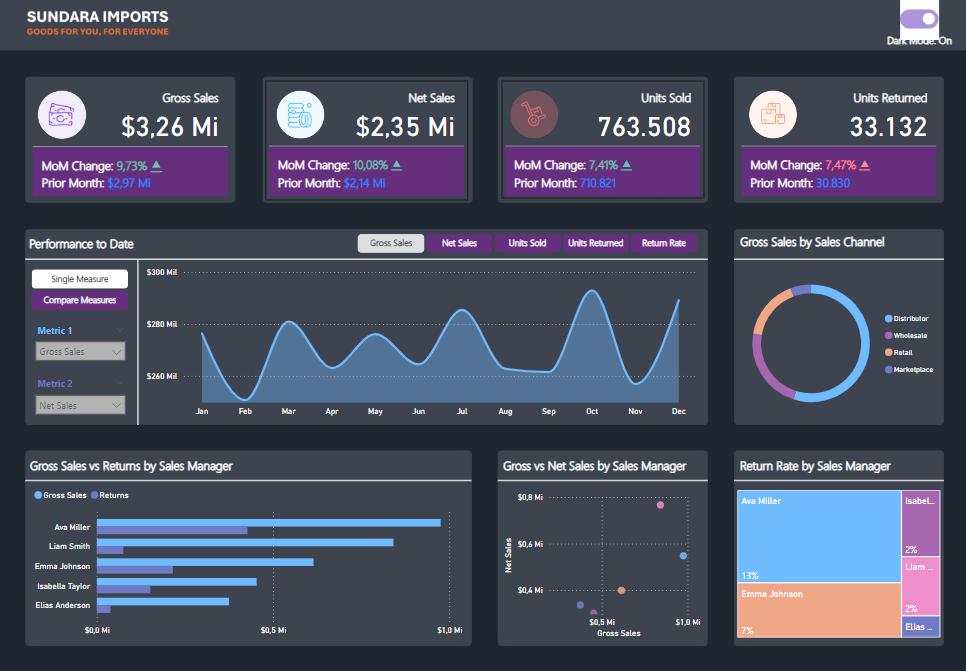 SUNDARA IMPORTS
GOODS FOR YOU, FOR EVERYONE
Dark Mode: On
Gross Sales
$3,26 Mi
MoM Change: 9,73%
Prior Month: $2,97 Mi
Net Sales
$2,35 Mi
MoM Change: 10,08%
Prior Month: $2,14 Mi
Units Sold
763.508
MoM Change: 7,41%
Prior Month: 710.821
Units Returned
33.132
MoM Change: 7,47%
Prior Month: 30.830
Performance to Date
Gross Sales Net Sales Units Sold Units Returned Return Rate
Single Measure
Compare Measures
Metric 1
Gross Sales
Metric 2
Net Sales
$300 Mil
$280 Mil
$260 Mil
Jan Feb Mar Apr May Jun Jul Aug Sep Oct Nov Dec
Gross Sales by Sales Channel
Distributor
Wholesale
Retail
Marketplace
Gross Sales vs Returns by Sales Manager
Gross Sales Returns
Ava Miller
Liam Smith
Emma Johnson
Isabella Taylor
Elias Anderson
$0,0 Mi $0,5 Mi $1,0 Mi
Gross vs Net Sales by Sales Manager
Net Sales
$0,8 Mi
$0,6 Mi
$0,4 Mi
$0,5 Mi $1,0 Mi
Gross Sales
Return Rate by Sales Manager
Ava Miller
13%
Emma Johnson
7%
Isabel...
2%
Liam ...
2%
Elias ...